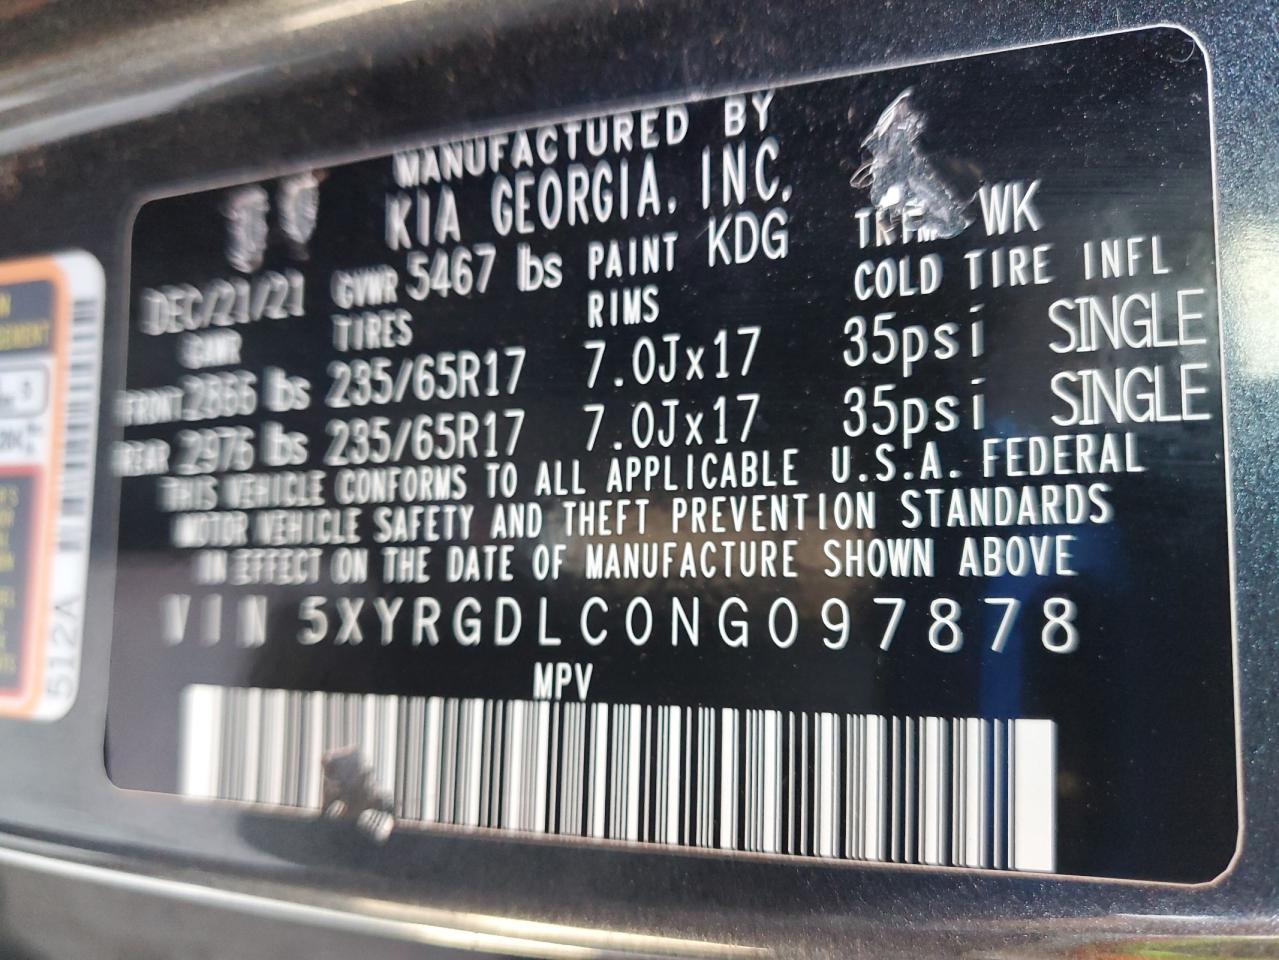 MANUFACTURED BY
KIA GEORGIA, INC.
DEC/21/21 GVWR 5467 lbs PAINT KDG TRIM WK
GAWR TIRES RIMS COLD TIRE INFL
FRONT 2866 lbs 235/65R17 7.0Jx17 35psi SINGLE
REAR 2976 lbs 235/65R17 7.0Jx17 35psi SINGLE
THIS VEHICLE CONFORMS TO ALL APPLICABLE U.S.A. FEDERAL
MOTOR VEHICLE SAFETY AND THEFT PREVENTION STANDARDS
IN EFFECT ON THE DATE OF MANUFACTURE SHOWN ABOVE
VIN 5XYRGDLC0NG097878
MPV
512A